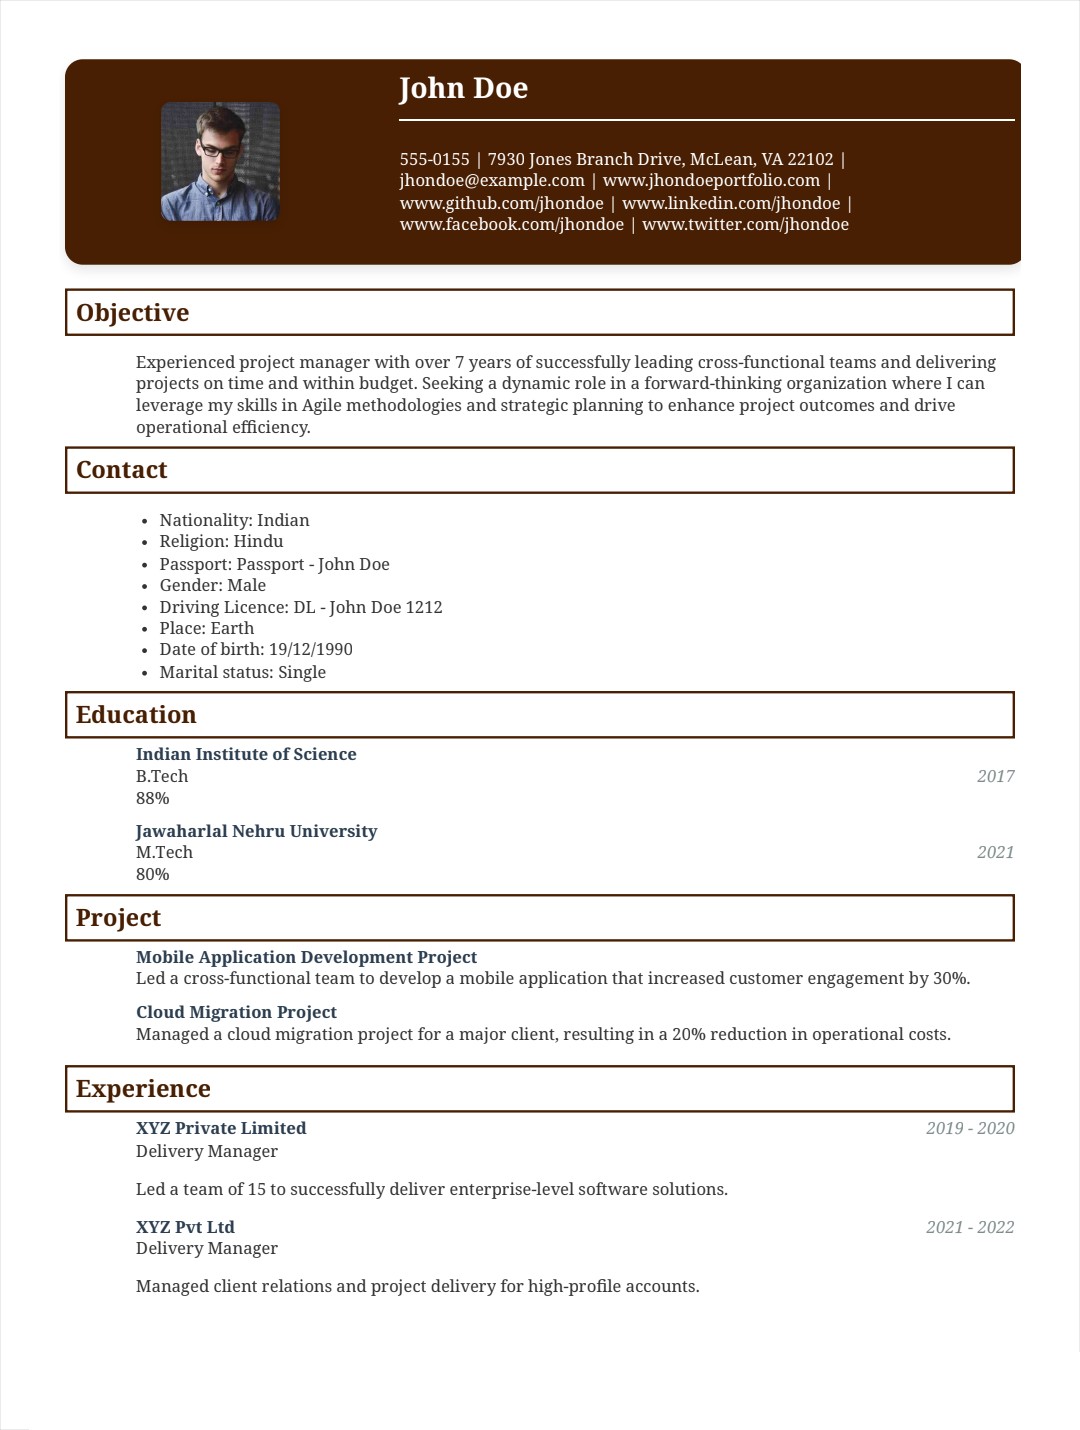 John Doe
555-0155 | 7930 Jones Branch Drive, McLean, VA 22102 |
jhondoe@example.com | www.jhondoeportfolio.com |
www.github.com/jhondoe | www.linkedin.com/jhondoe |
www.facebook.com/jhondoe | www.twitter.com/jhondoe
Objective
Experienced project manager with over 7 years of successfully leading cross-functional teams and delivering
projects on time and within budget. Seeking a dynamic role in a forward-thinking organization where I can
leverage my skills in Agile methodologies and strategic planning to enhance project outcomes and drive
operational efficiency.
Contact
• Nationality: Indian
• Religion: Hindu
• Passport: Passport - John Doe
• Gender: Male
• Driving Licence: DL - John Doe 1212
• Place: Earth
• Date of birth: 19/12/1990
• Marital status: Single
Education
Indian Institute of Science
B.Tech 2017
88%
Jawaharlal Nehru University
M.Tech 2021
80%
Project
Mobile Application Development Project
Led a cross-functional team to develop a mobile application that increased customer engagement by 30%.
Cloud Migration Project
Managed a cloud migration project for a major client, resulting in a 20% reduction in operational costs.
Experience
XYZ Private Limited 2019 - 2020
Delivery Manager
Led a team of 15 to successfully deliver enterprise-level software solutions.
XYZ Pvt Ltd 2021 - 2022
Delivery Manager
Managed client relations and project delivery for high-profile accounts.